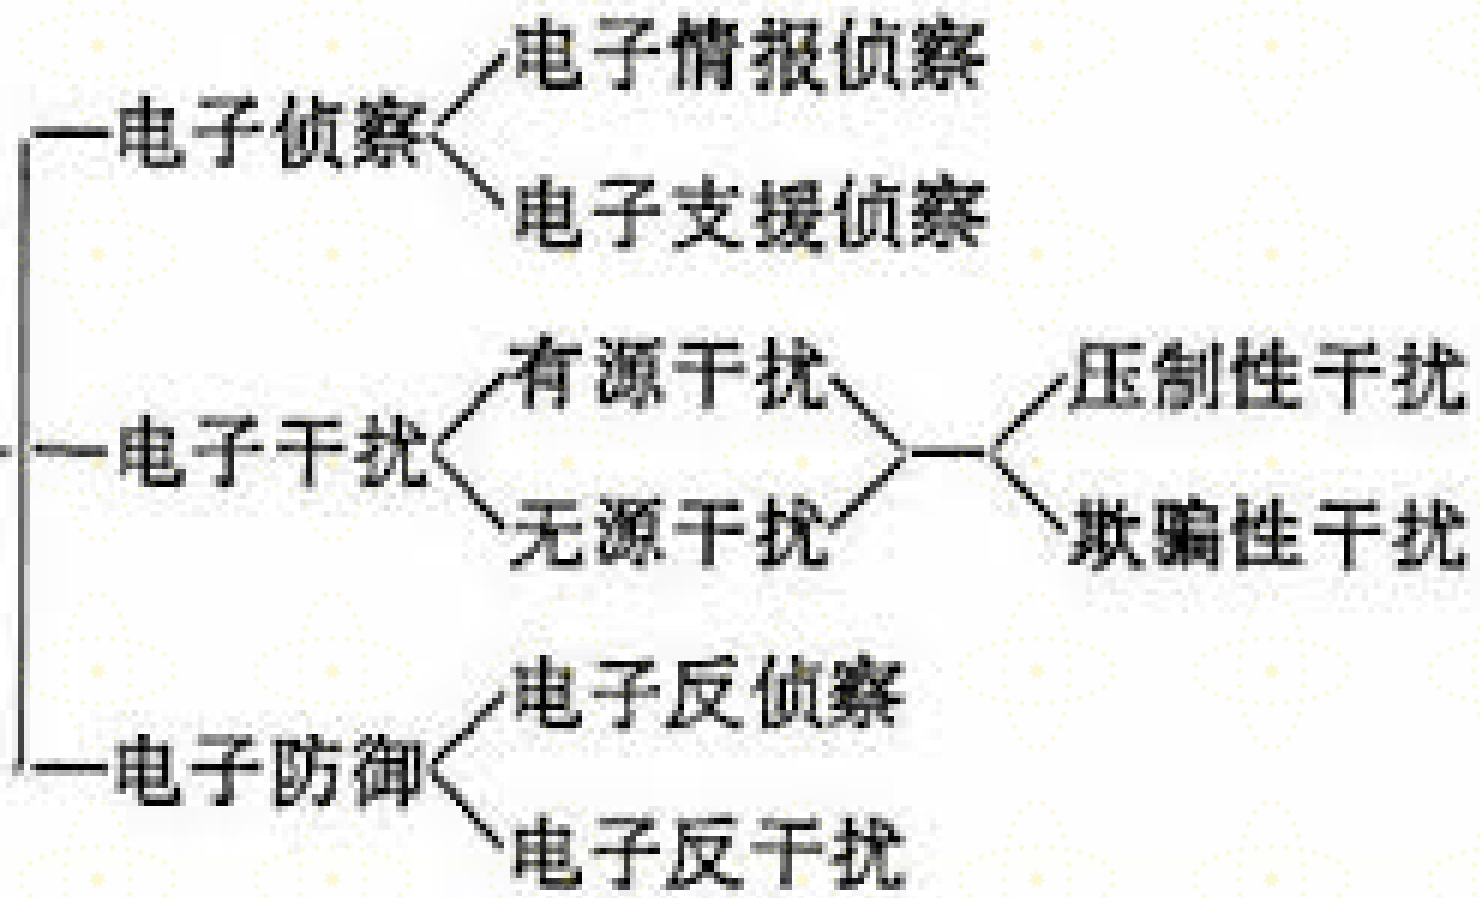 电子侦察
电子情报侦察
电子支援侦察
电子干扰
有源干扰
无源干扰
压制性干扰
欺骗性干扰
电子防御
电子反侦察
电子反干扰